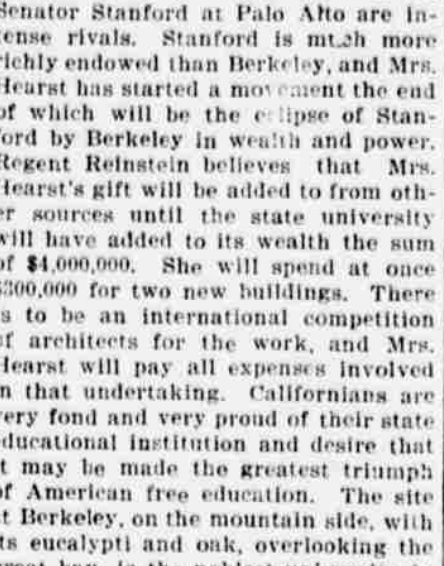 Senator Stanford at Palo Alto are in-
tense rivals. Stanford is much more
richly endowed than Berkeley, and Mrs.
Hearst has started a movement the end
of which will be the eclipse of Stan-
ford by Berkeley in wealth and power.
Regent Reinstein believes that Mrs.
Hearst's gift will be added to from oth-
er sources until the state university
will have added to its wealth the sum
of $4,000,000. She will spend at once
$300,000 for two new buildings. There
is to be an international competition
of architects for the work, and Mrs.
Hearst will pay all expenses involved
in that undertaking. Californians are
very fond and very proud of their state
educational institution and desire that
it may be made the greatest triumph
of American free education. The site
at Berkeley, on the mountain side, with
its eucalypti and oak, overlooking the